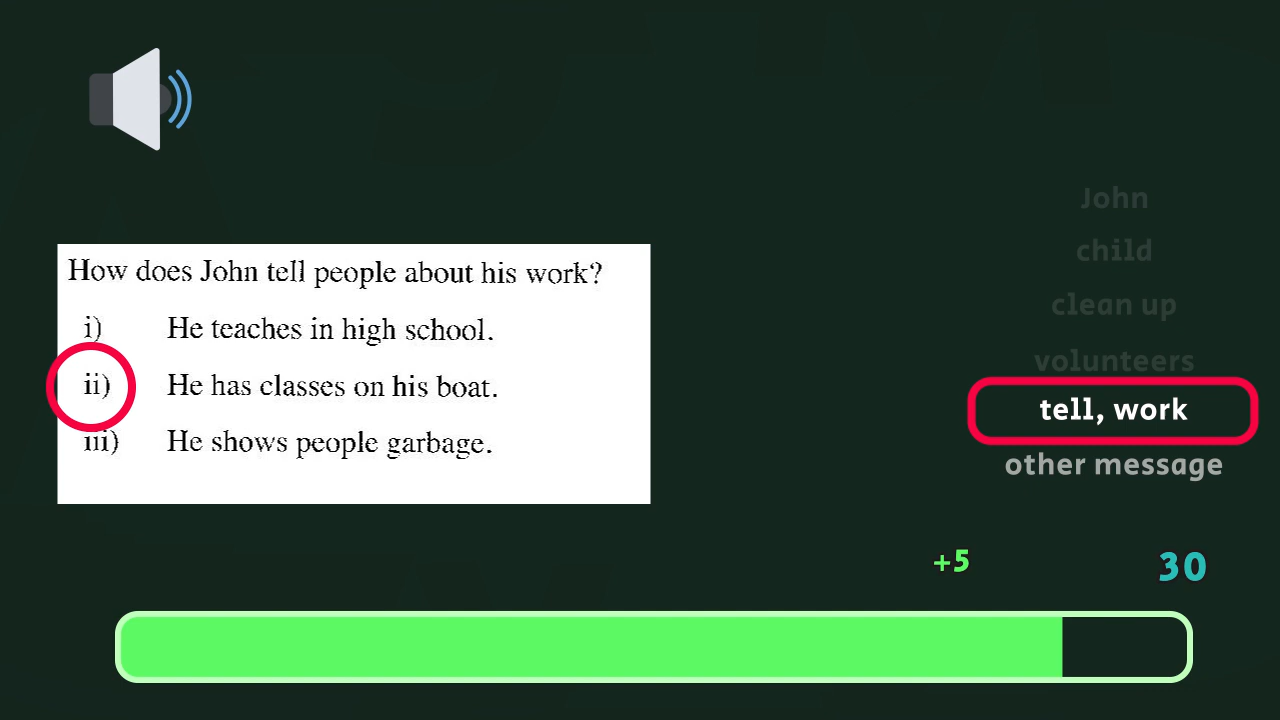 How does John tell people about his work?
i) He teaches in high school.
ii) He has classes on his boat.
iii) He shows people garbage.
John
child
clean up
volunteers
tell, work
other message
+5
30